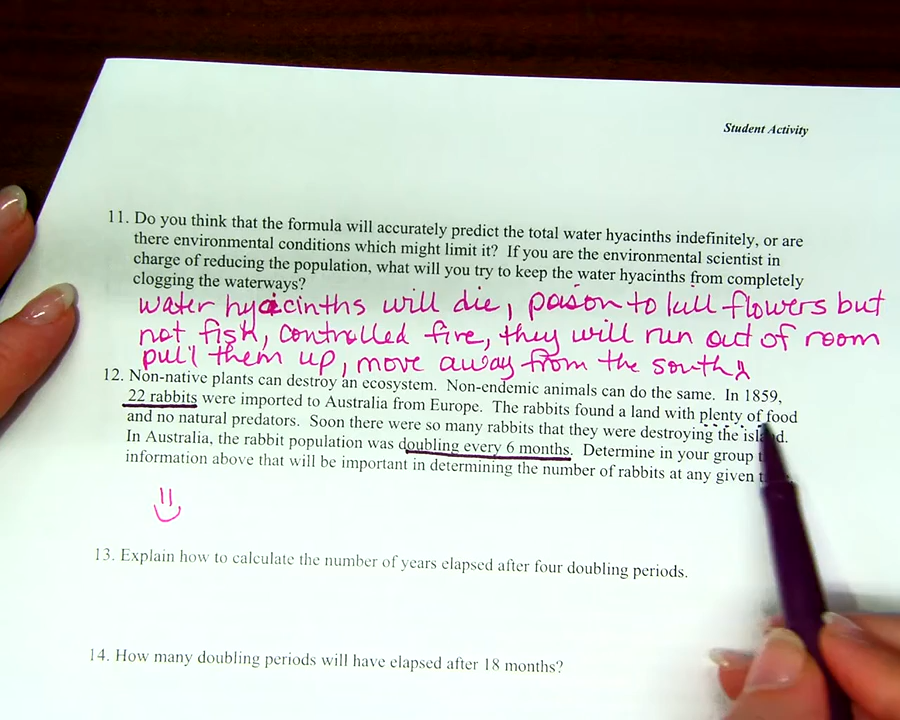 Student Activity
11. Do you think that the formula will accurately predict the total water hyacinths indefinitely, or are
there environmental conditions which might limit it? If you are the environmental scientist in
charge of reducing the population, what will you try to keep the water hyacinths from completely
clogging the waterways?
water hyacinths will die, poison to kill flowers but
not fish, controlled fire, they will run out of room
pull them up, move away from the south
12. Non-native plants can destroy an ecosystem. Non-endemic animals can do the same. In 1859,
22 rabbits were imported to Australia from Europe. The rabbits found a land with plenty of food
and no natural predators. Soon there were so many rabbits that they were destroying the island.
In Australia, the rabbit population was doubling every 6 months. Determine in your group
information above that will be important in determining the number of rabbits at any given
13. Explain how to calculate the number of years elapsed after four doubling periods.
14. How many doubling periods will have elapsed after 18 months?